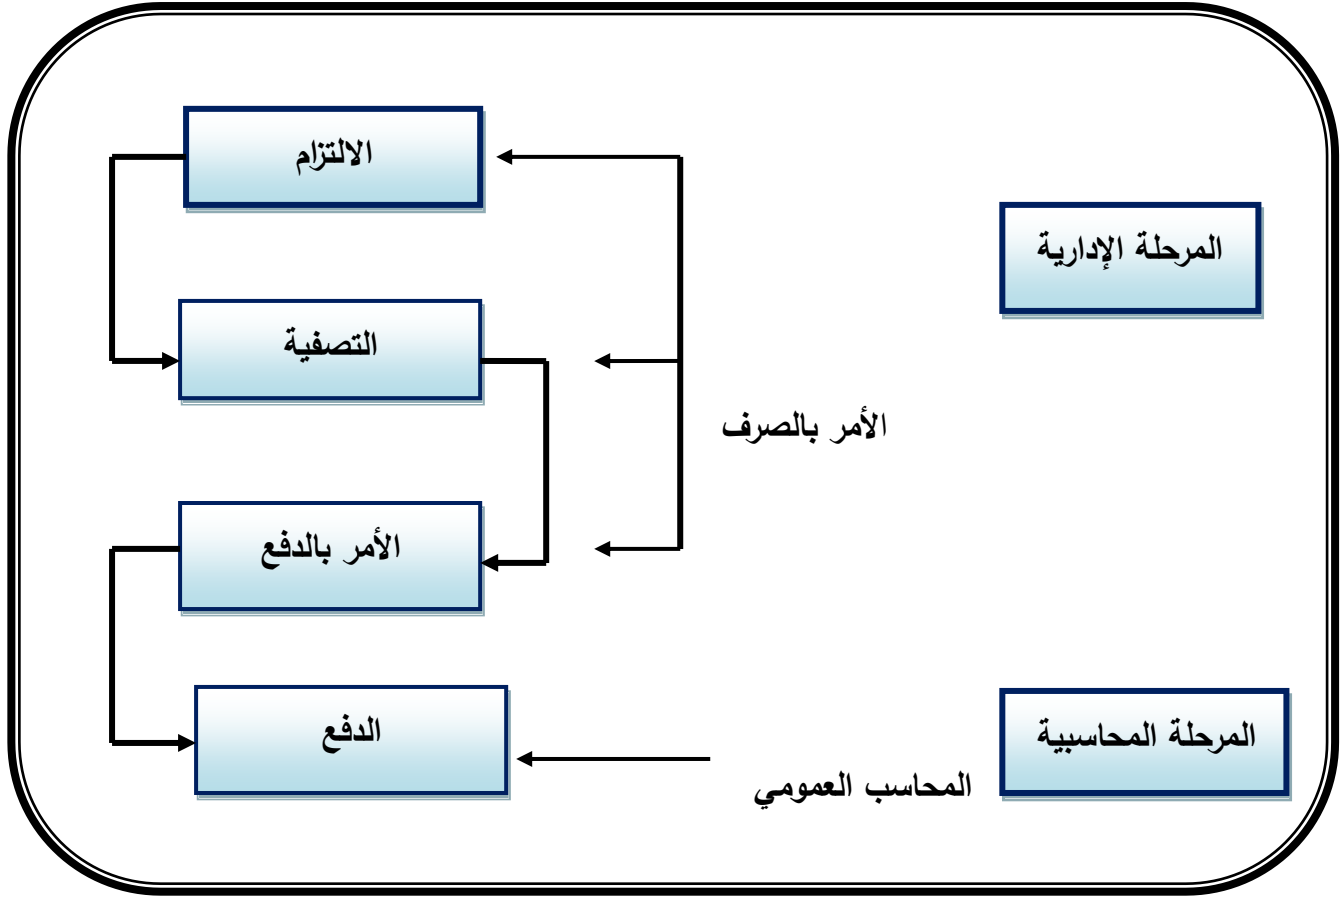 الالتزام
المرحلة الإدارية
التصفية
الأمر بالصرف
الأمر بالدفع
الدفع
المرحلة المحاسبية
المحاسب العمومي